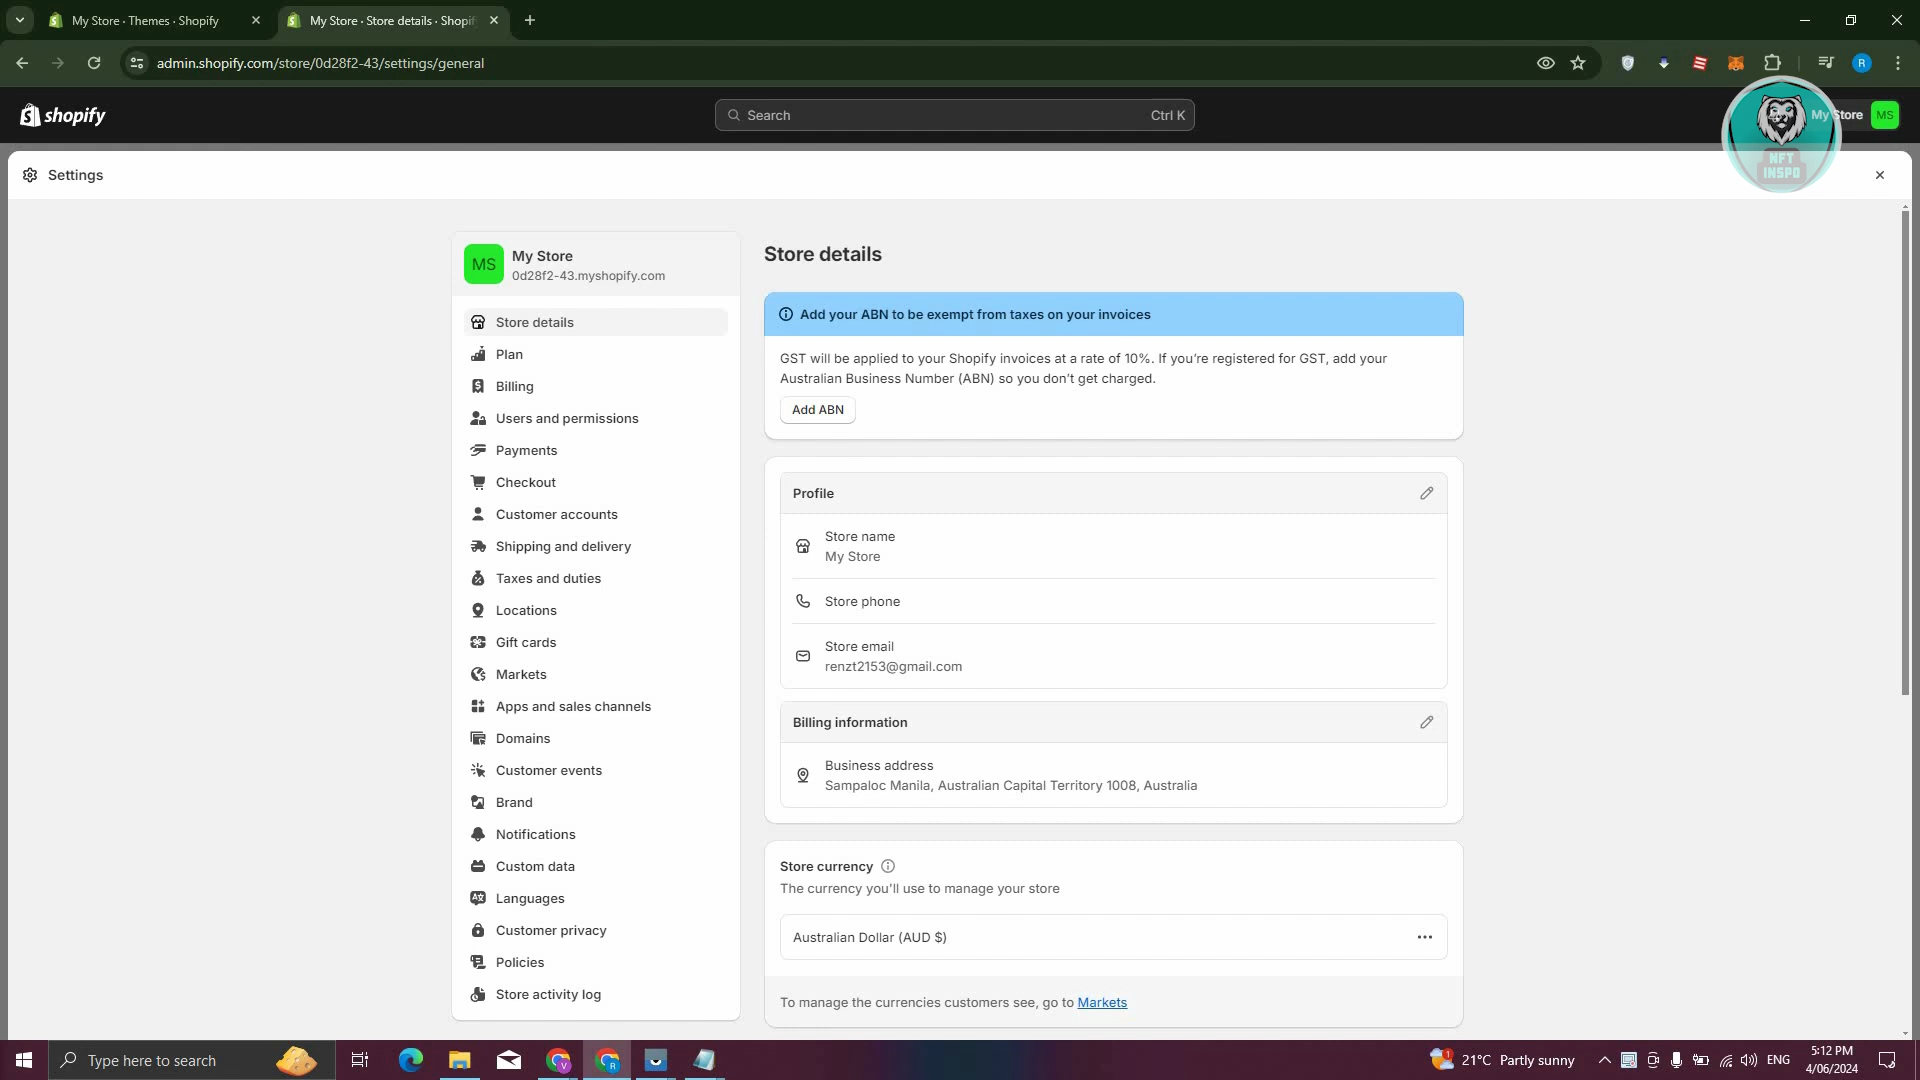 My Store · Themes · Shopify
My Store · Store details · Shopif
admin.shopify.com/store/0d28f2-43/settings/general
R
shopify
Search
Ctrl K
My Store
MS
NFT
INSPO
Settings
MS
My Store
0d28f2-43.myshopify.com
Store details
Plan
Billing
Users and permissions
Payments
Checkout
Customer accounts
Shipping and delivery
Taxes and duties
Locations
Gift cards
Markets
Apps and sales channels
Domains
Customer events
Brand
Notifications
Custom data
Languages
Customer privacy
Policies
Store activity log
Store details
Add your ABN to be exempt from taxes on your invoices
GST will be applied to your Shopify invoices at a rate of 10%. If you’re registered for GST, add your
Australian Business Number (ABN) so you don’t get charged.
Add ABN
Profile
Store name
My Store
Store phone
Store email
renzt2153@gmail.com
Billing information
Business address
Sampaloc Manila, Australian Capital Territory 1008, Australia
Store currency
The currency you'll use to manage your store
Australian Dollar (AUD $)
To manage the currencies customers see, go to Markets
Type here to search
V
R
1
21°C Partly sunny
ENG
5:12 PM
4/06/2024